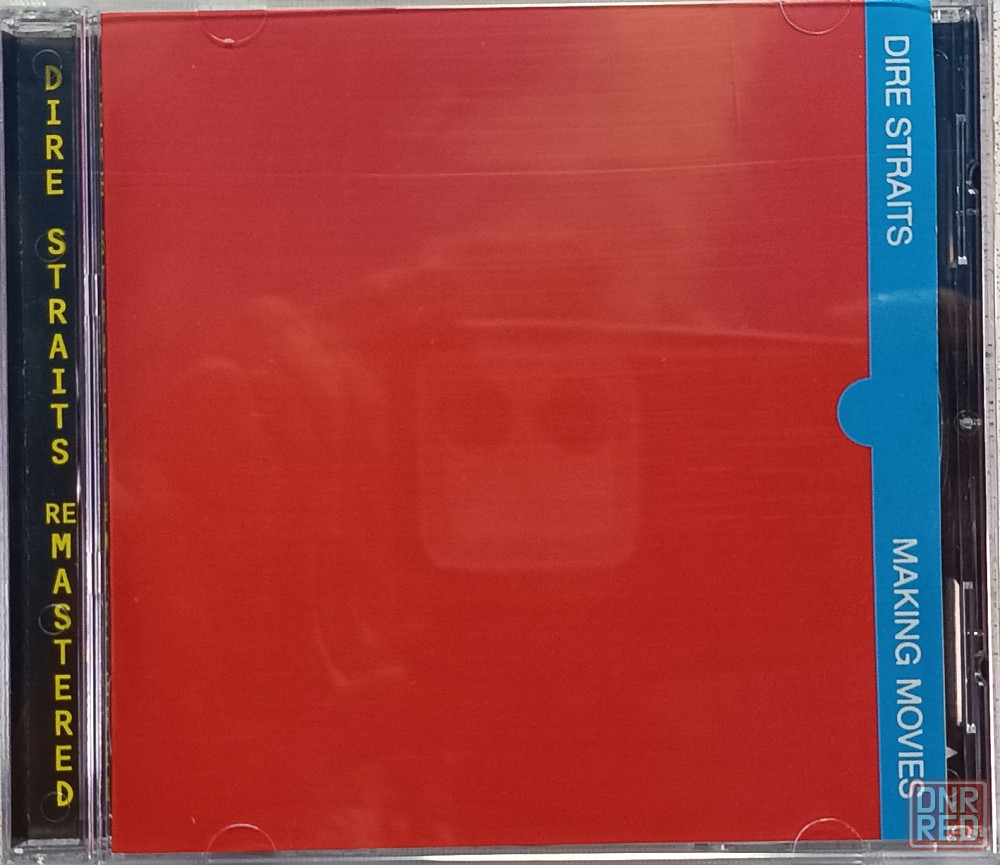 DIRE STRAITS REMASTERED
DIRE STRAITS
MAKING MOVIES
DNR
RED